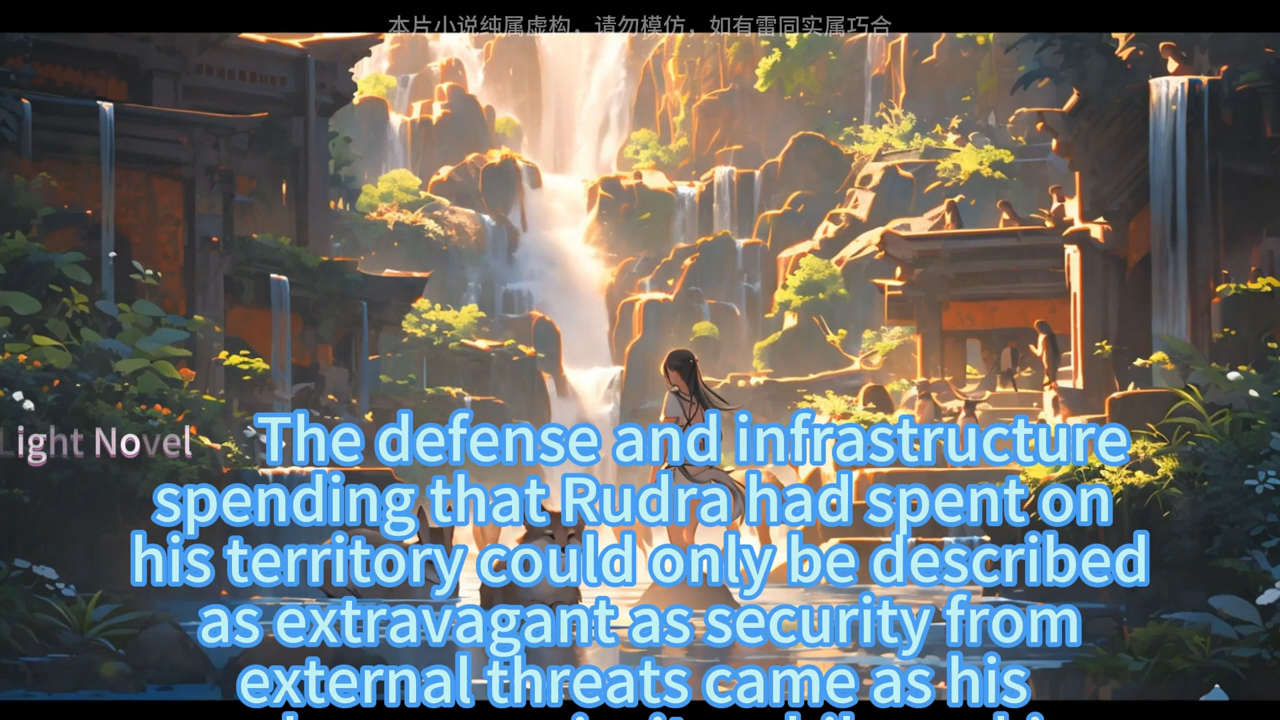 本片小说纯属虚构，请勿模仿，如有雷同实属巧合
Light Novel
The defense and infrastructure
spending that Rudra had spent on
his territory could only be described
as extravagant as security from
external threats came as his